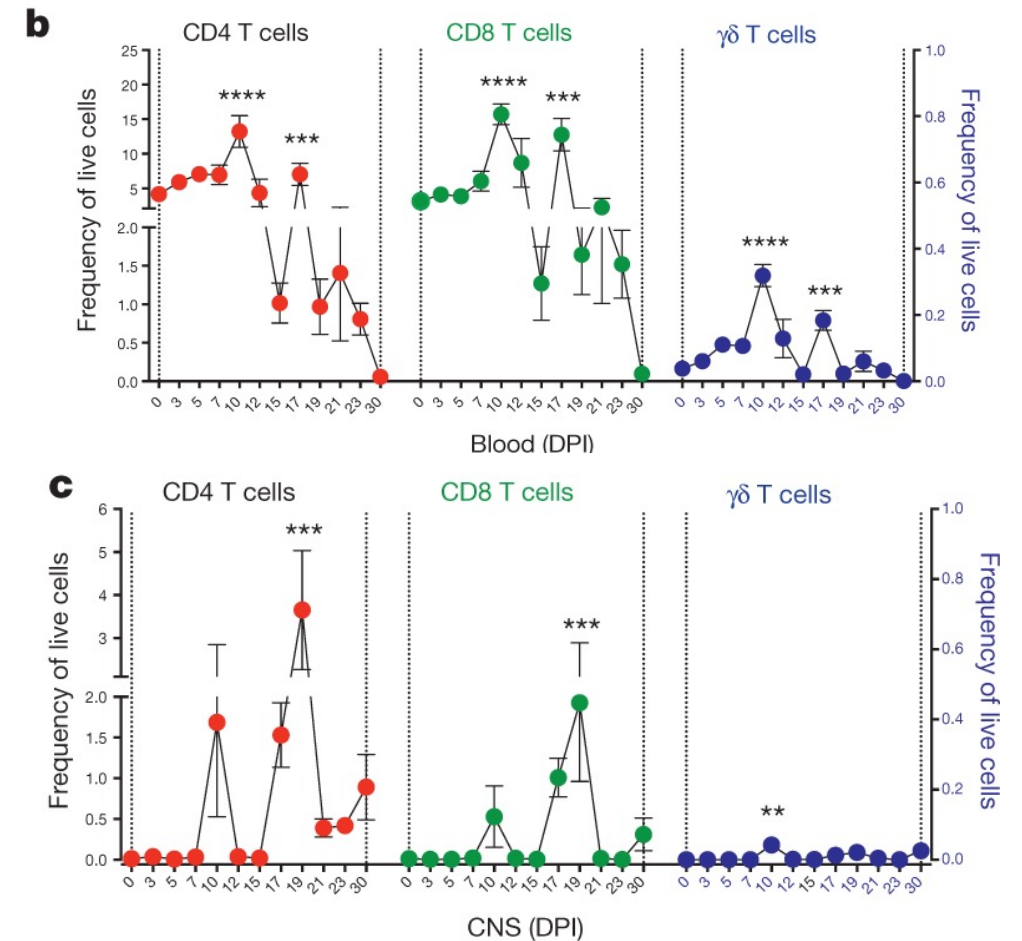 b
CD4 T cells
CD8 T cells
γδ T cells
Frequency of live cells
25
20
15
10
5
2.0
1.5
1.0
0.5
0.0
****
***
****
***
****
***
1.0
0.8
0.6
0.4
0.2
0.0
Frequency of live cells
0 3 5 7 10 12 15 17 19 21 23 30
0 3 5 7 10 12 15 17 19 21 23 30
0 3 5 7 10 12 15 17 19 21 23 30
Blood (DPI)
c
CD4 T cells
CD8 T cells
γδ T cells
Frequency of live cells
6
5
4
3
2.0
1.5
1.0
0.5
0.0
***
***
**
1.0
0.8
0.6
0.4
0.2
0.0
Frequency of live cells
0 3 5 7 10 12 15 17 19 21 23 30
0 3 5 7 10 12 15 17 19 21 23 30
0 3 5 7 10 12 15 17 19 21 23 30
CNS (DPI)